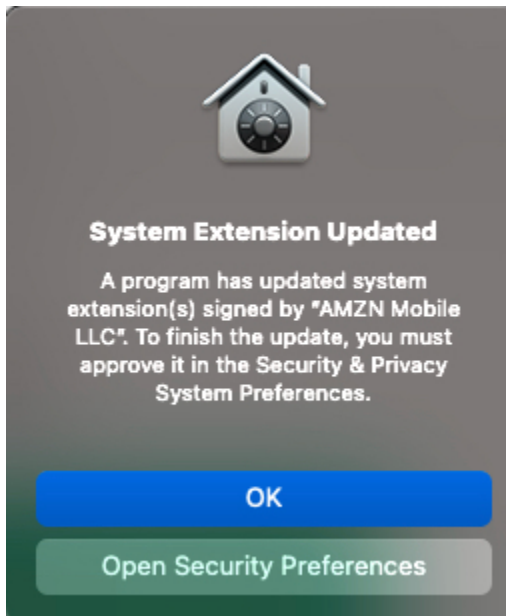 System Extension Updated
A program has updated system
extension(s) signed by "AMZN Mobile
LLC". To finish the update, you must
approve it in the Security & Privacy
System Preferences.
OK
Open Security Preferences